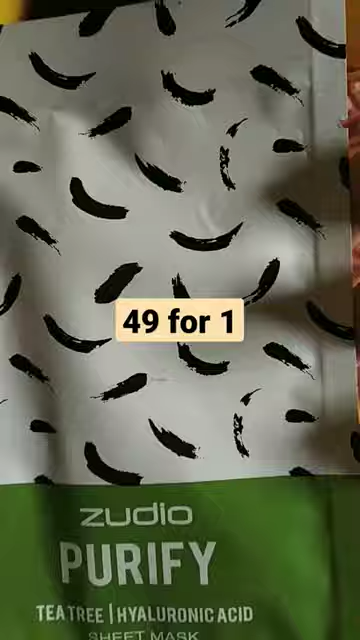 49 for 1
zudio
PURIFY
TEA TREE | HYALURONIC ACID
SHEET MASK